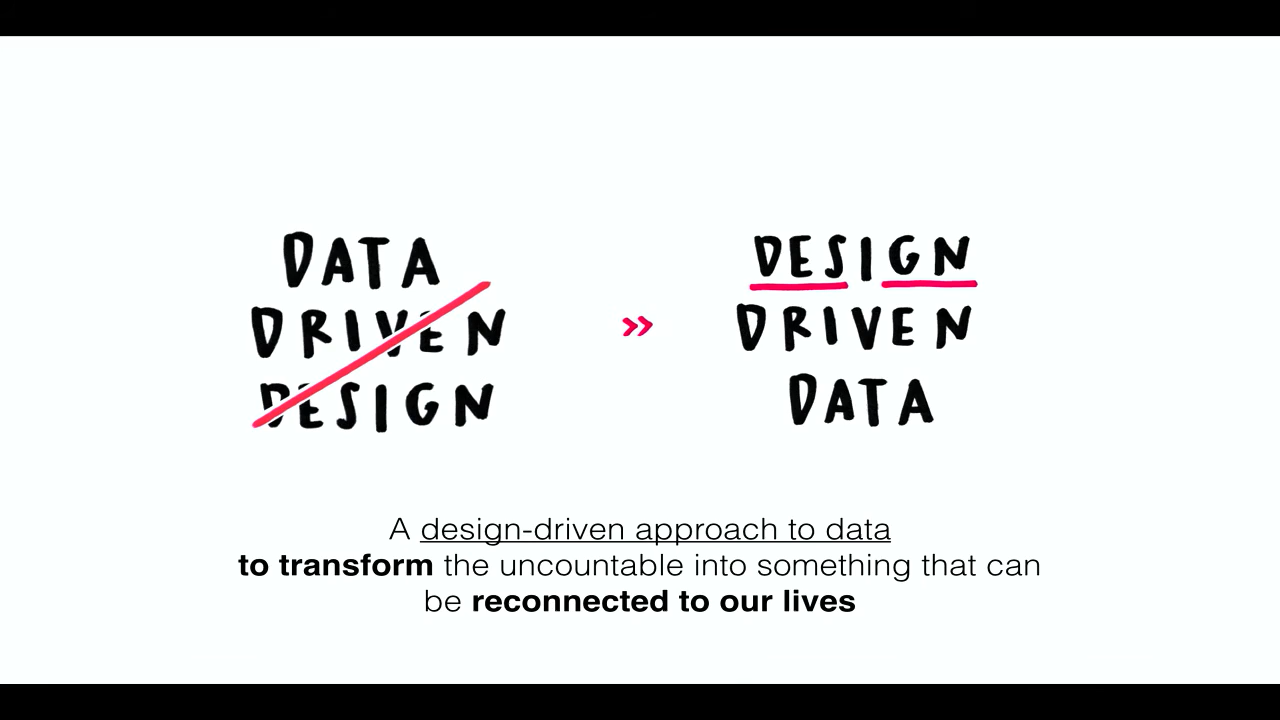 DATA
DRIVEN
DESIGN
»
DESIGN
DRIVEN
DATA
A design-driven approach to data
to transform the uncountable into something that can
be reconnected to our lives